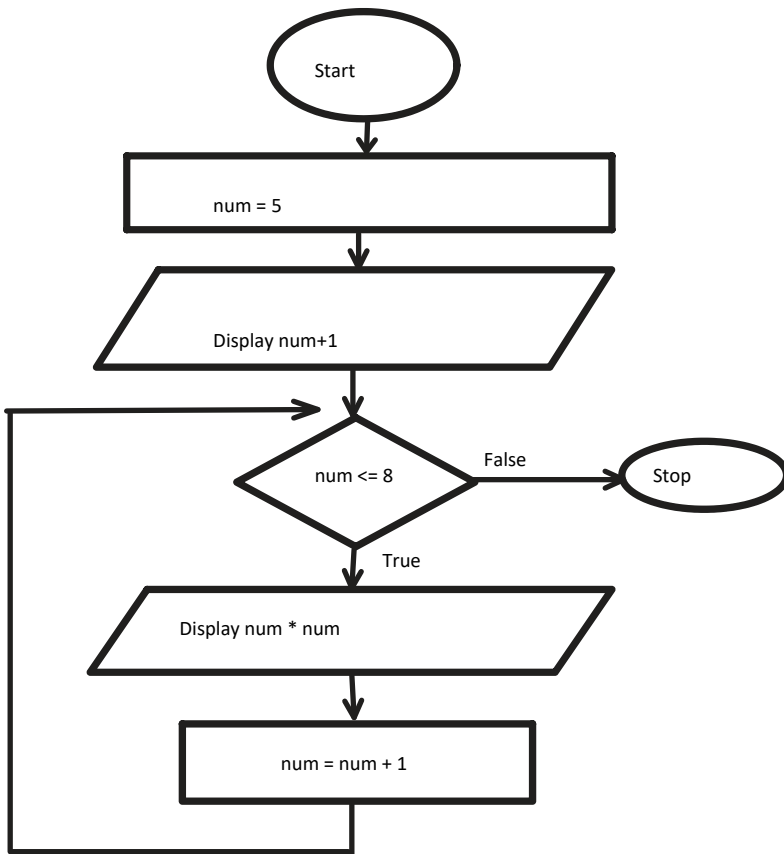 Start
num = 5
Display num+1
num <= 8
False
Stop
True
Display num * num
num = num + 1